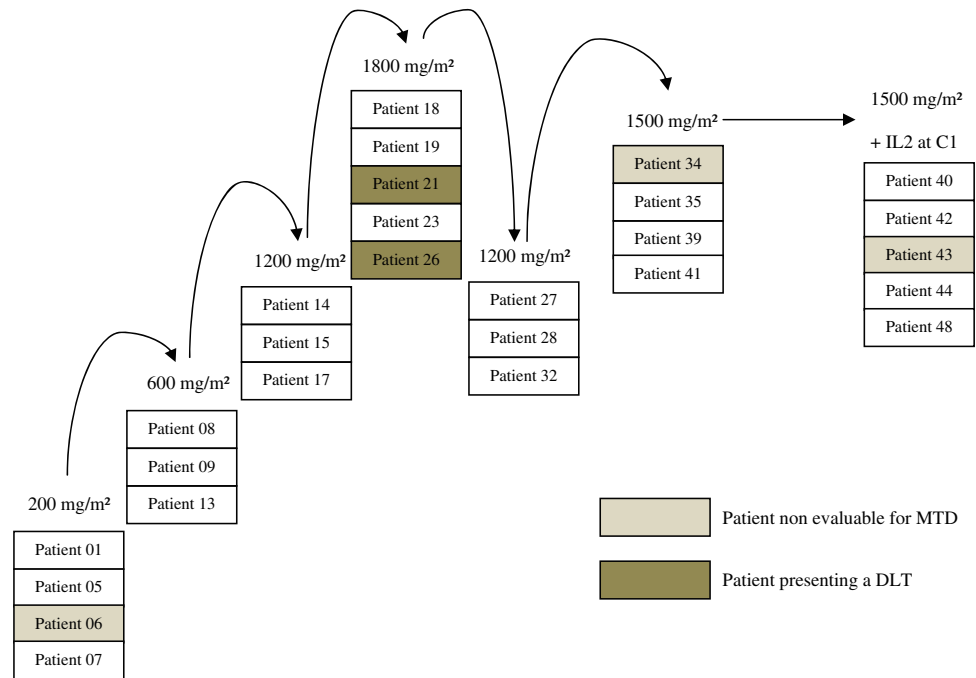 200 mg/m²
Patient 01
Patient 05
Patient 06
Patient 07
600 mg/m²
Patient 08
Patient 09
Patient 13
1200 mg/m²
Patient 14
Patient 15
Patient 17
1800 mg/m²
Patient 18
Patient 19
Patient 21
Patient 23
Patient 26
1200 mg/m²
Patient 27
Patient 28
Patient 32
1500 mg/m²
Patient 34
Patient 35
Patient 39
Patient 41
1500 mg/m²
+ IL2 at C1
Patient 40
Patient 42
Patient 43
Patient 44
Patient 48
Patient non evaluable for MTD
Patient presenting a DLT